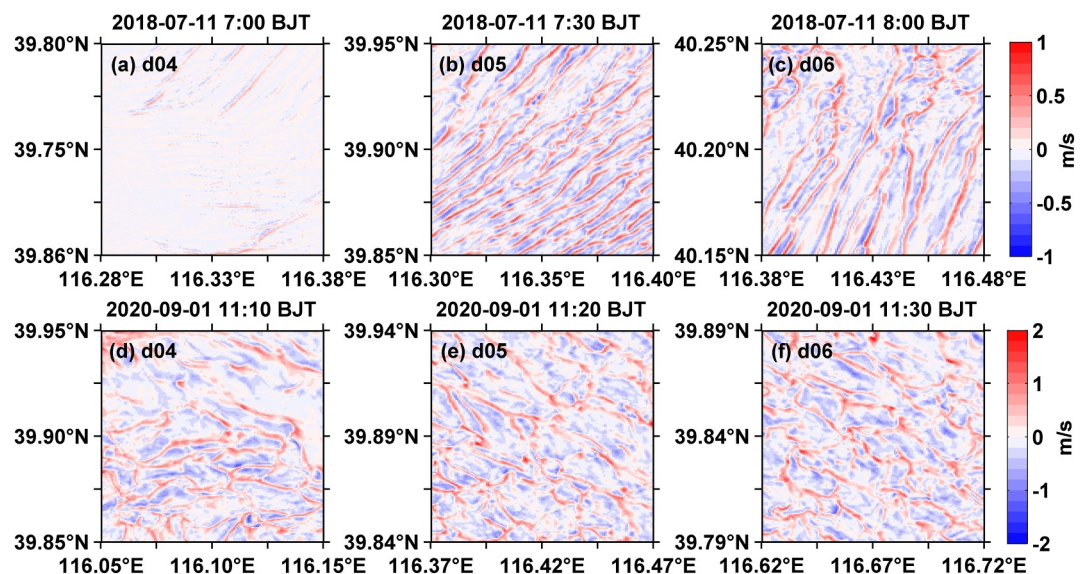 2018-07-11 7:00 BJT
2018-07-11 7:30 BJT
2018-07-11 8:00 BJT
39.80°N
39.75°N
39.86°N
(a) d04
116.28°E 116.33°E 116.38°E
39.95°N
39.90°N
39.85°N
(b) d05
116.30°E 116.35°E 116.40°E
40.25°N
40.20°N
40.15°N
(c) d06
116.38°E 116.43°E 116.48°E
1
0.5
0
-0.5
-1
m/s
2020-09-01 11:10 BJT
2020-09-01 11:20 BJT
2020-09-01 11:30 BJT
39.95°N
39.90°N
39.85°N
(d) d04
116.05°E 116.10°E 116.15°E
39.94°N
39.89°N
39.84°N
(e) d05
116.37°E 116.42°E 116.47°E
39.89°N
39.84°N
39.79°N
(f) d06
116.62°E 116.67°E 116.72°E
2
1
0
-1
-2
m/s